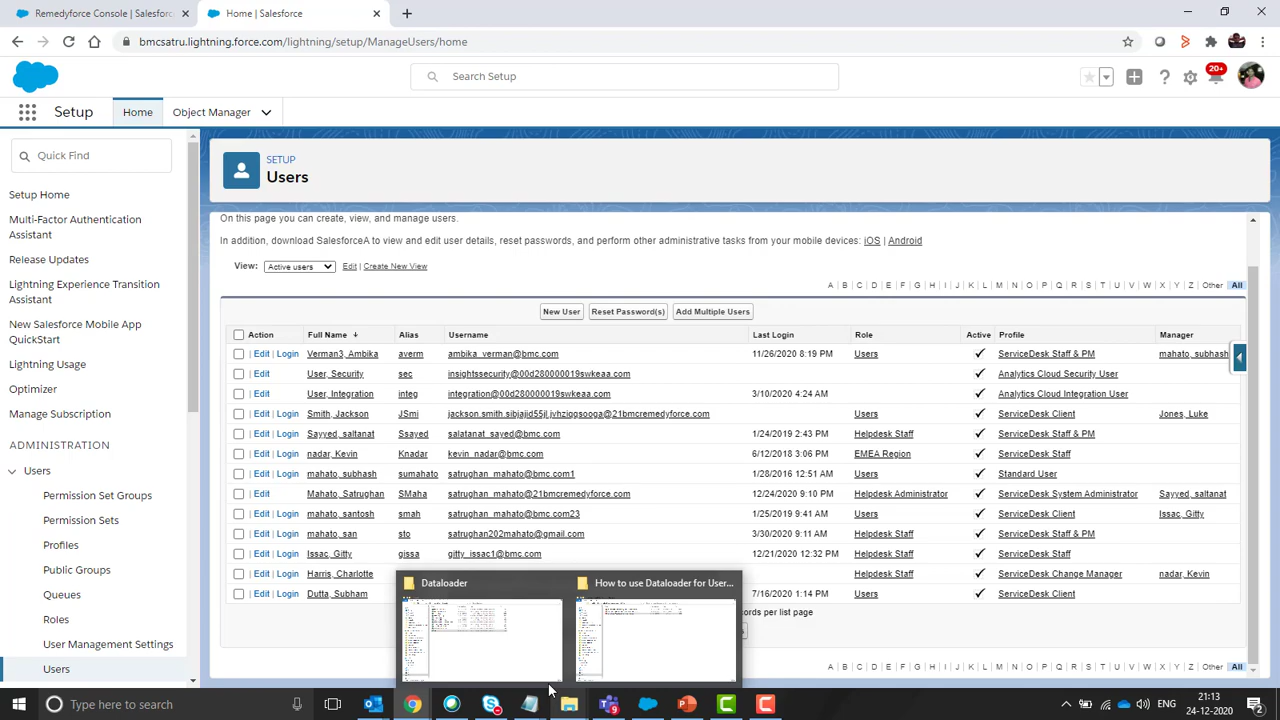 Remedyforce Console | Salesforc
Home | Salesforce
bmcsatru.lightning.force.com/lightning/setup/ManageUsers/home
Search Setup
20+
Setup
Home
Object Manager
Quick Find
Setup Home
Multi-Factor Authentication
Assistant
Release Updates
Lightning Experience Transition
Assistant
New Salesforce Mobile App
QuickStart
Lightning Usage
Optimizer
Manage Subscription
ADMINISTRATION
Users
Permission Set Groups
Permission Sets
Profiles
Public Groups
Queues
Roles
User Management Settings
Users
SETUP
Users
On this page you can create, view, and manage users.
In addition, download SalesforceA to view and edit user details, reset passwords, and perform other administrative tasks from your mobile devices: iOS | Android
View: Active users Edit | Create New View
A B C D E F G H I J K L M N O P Q R S T U V W X Y Z Other All
New User Reset Password(s) Add Multiple Users
Action Full Name Alias Username Last Login Role Active Profile Manager
Edit | Login Verman3, Ambika averm ambika_verman@bmc.com 11/26/2020 8:19 PM Users ServiceDesk Staff & PM mahato, subhash
Edit User, Security sec insightssecurity@00d280000019swkeaa.com Analytics Cloud Security User
Edit User, Integration integ integration@00d280000019swkeaa.com 3/10/2020 4:24 AM Analytics Cloud Integration User
Edit | Login Smith, Jackson JSmi Users ServiceDesk Client Jones, Luke
Edit | Login Sayyed, saltanat Ssayed salatanat_sayed@bmc.com 1/24/2019 2:43 PM Helpdesk Staff ServiceDesk Staff & PM
Edit | Login nadar, Kevin Knadar kevin_nadar@bmc.com 6/12/2018 3:06 PM EMEA Region ServiceDesk Staff
Edit | Login mahato, subhash sumahato satrughan_mahato@bmc.com1 1/28/2016 12:51 AM Users Standard User
Edit Mahato, Satrughan SMaha satrughan_mahato@21bmcremedyforce.com 12/24/2020 9:10 PM Helpdesk Administrator ServiceDesk System Administrator Sayyed, saltanat
Edit | Login mahato, santosh smah satrughan_mahato@bmc.com23 1/25/2019 9:41 AM Users ServiceDesk Client Issac, Gitty
Edit | Login mahato, san sto satrughan202mahato@gmail.com 3/30/2020 9:11 AM Helpdesk Staff ServiceDesk Staff & PM
Edit | Login Issac, Gitty gissa gitty_issac1@bmc.com 12/21/2020 12:32 PM Helpdesk Staff ServiceDesk Staff
Edit | Login Harris, Charlotte Helpdesk Staff ServiceDesk Change Manager nadar, Kevin
Edit | Login Dutta, Subham 7/16/2020 1:14 PM Users ServiceDesk Client
Dataloader
How to use Dataloader for User...
cords per list page
A B C D E F G H I J K L M N O P Q R S T U V W X Y Z Other All
Type here to search
ENG
21:13
24-12-2020